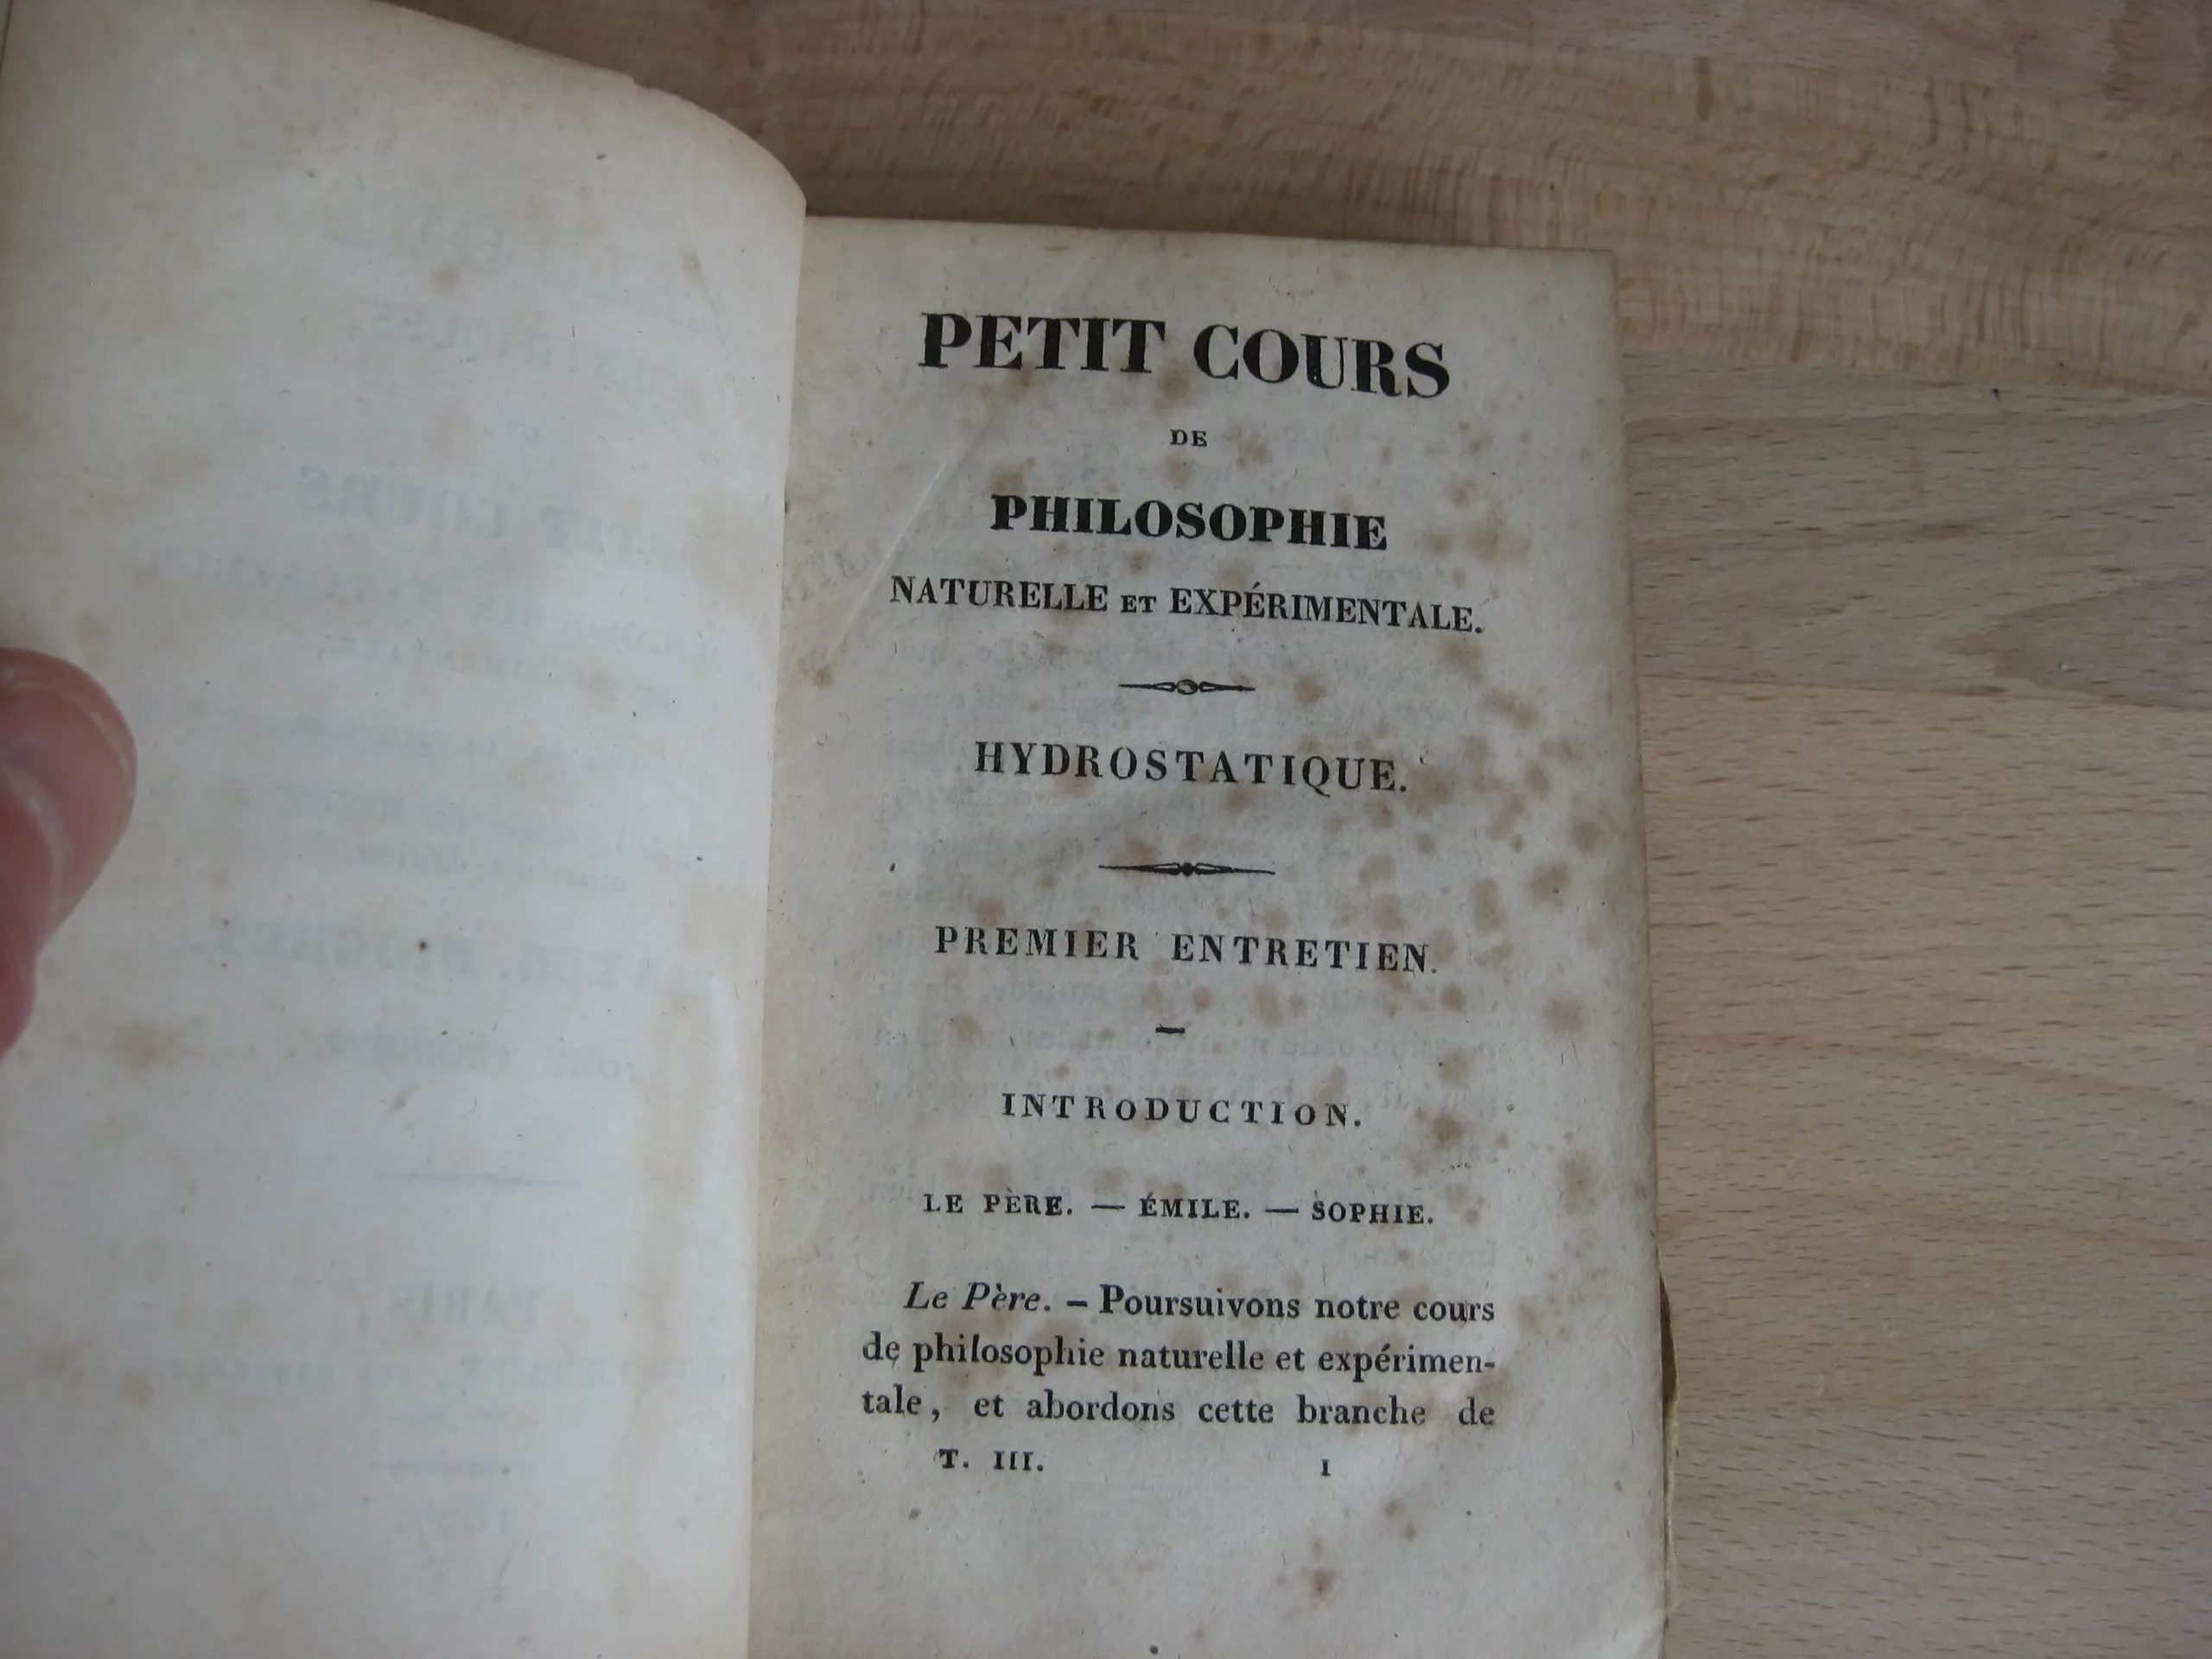 PETIT COURS
DE
PHILOSOPHIE
NATURELLE ET EXPÉRIMENTALE.
HYDROSTATIQUE.
PREMIER ENTRETIEN.
INTRODUCTION.
LE PÈRE. — ÉMILE. — SOPHIE.
Le Père. — Poursuivons notre cours
de philosophie naturelle et expérimen-
tale, et abordons cette branche de
T. III. 1